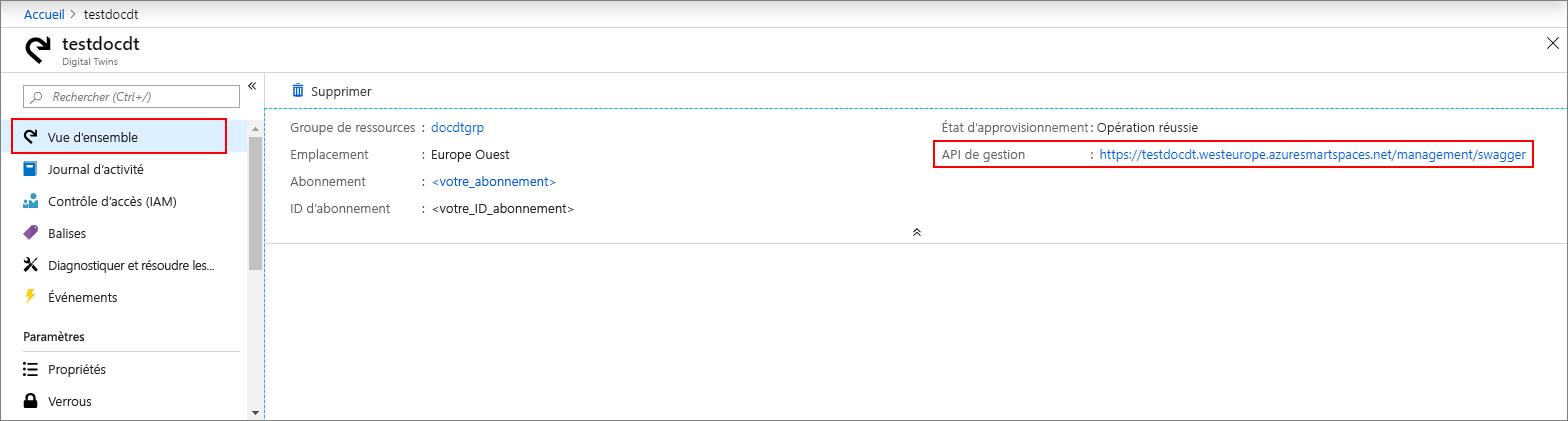 Accueil > testdocdt
testdocdt
Digital Twins
Rechercher (Ctrl+/)
Vue d'ensemble
Journal d'activité
Contrôle d'accès (IAM)
Balises
Diagnostiquer et résoudre les...
Événements
Paramètres
Propriétés
Verrous
Supprimer
Groupe de ressources : docdtgrp
Emplacement : Europe Ouest
Abonnement : <votre_abonnement>
ID d'abonnement : <votre_ID_abonnement>
État d'approvisionnement : Opération réussie
API de gestion : https://testdocdt.westeurope.azuresmartspaces.net/management/swagger